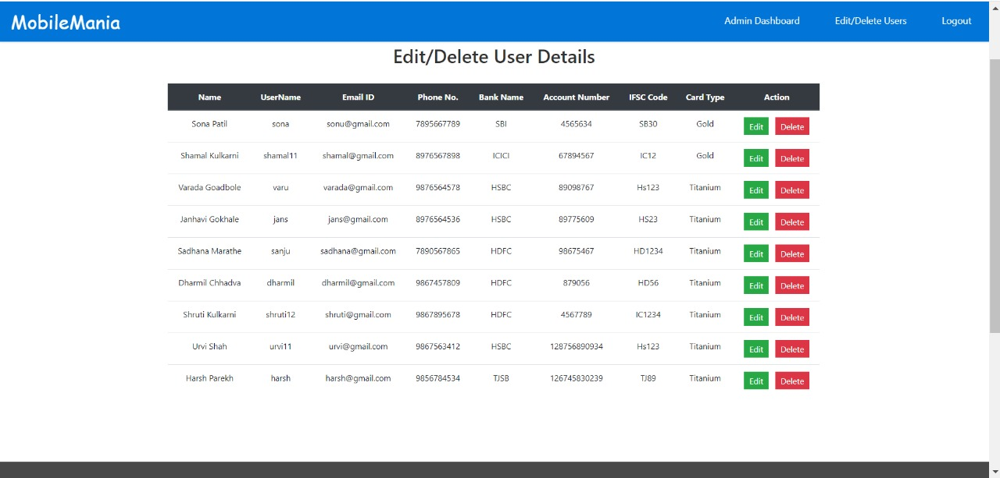 MobileMania Admin Dashboard Edit/Delete Users Logout
Edit/Delete User Details
Name UserName Email ID Phone No. Bank Name Account Number IFSC Code Card Type Action
Sona Patil sona sonu@gmail.com 7895667789 SBI 4565634 SB30 Gold Edit Delete
Shamal Kulkarni shamal11 shamal@gmail.com 8976567898 ICICI 67894567 IC12 Gold Edit Delete
Varada Goadbole varu varada@gmail.com 9876564578 HSBC 89098767 Hs123 Titanium Edit Delete
Janhavi Gokhale jans jans@gmail.com 8976564536 HSBC 89775609 HS23 Titanium Edit Delete
Sadhana Marathe sanju sadhana@gmail.com 7890567865 HDFC 98675467 HD1234 Titanium Edit Delete
Dharmil Chhadva dharmil dharmil@gmail.com 9867457809 HDFC 879056 HD56 Titanium Edit Delete
Shruti Kulkarni shruti12 shruti@gmail.com 9867895678 HDFC 4567789 IC1234 Titanium Edit Delete
Urvi Shah urvi11 urvi@gmail.com 9867563412 HSBC 128756890934 Hs123 Titanium Edit Delete
Harsh Parekh harsh harsh@gmail.com 9856784534 TJSB 126745830239 TJ89 Titanium Edit Delete